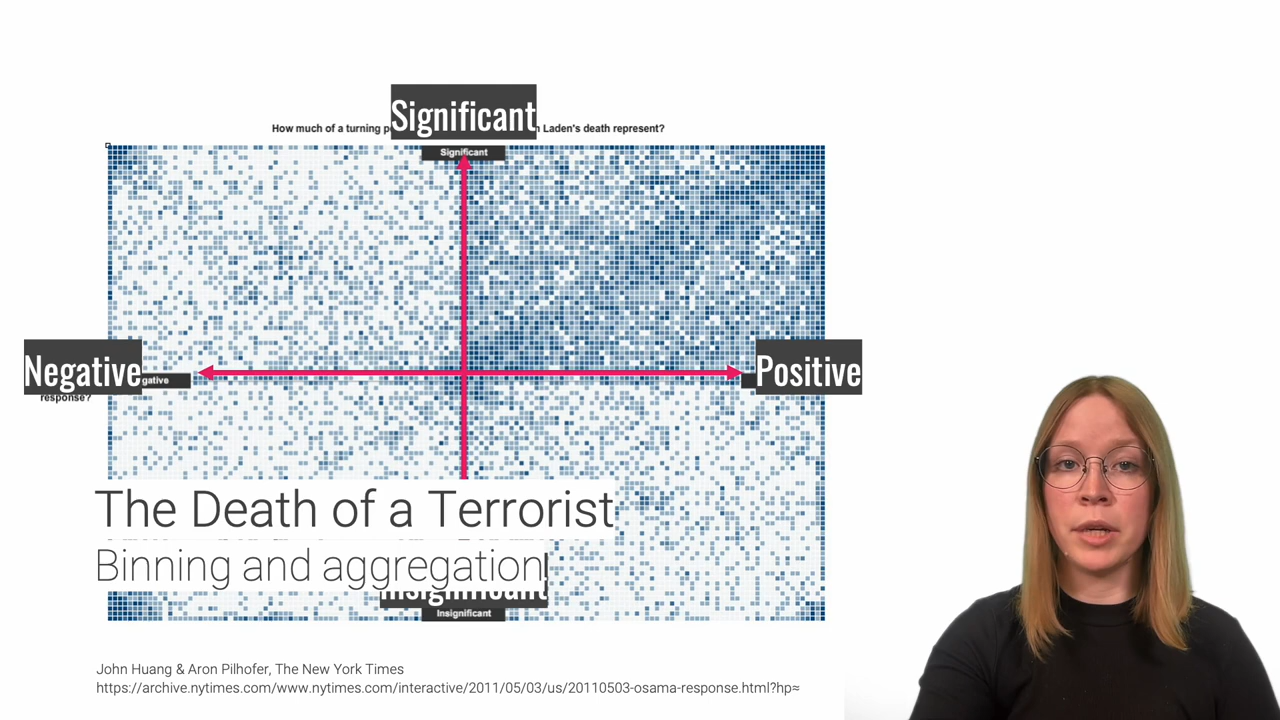 Significant
How much of a turning p
n Laden's death represent?
Significant
Negative
Positive
gative
response?
The Death of a Terrorist
Binning and aggregation
Insignificant
Insignificant
John Huang & Aron Pilhofer, The New York Times
https://archive.nytimes.com/www.nytimes.com/interactive/2011/05/03/us/20110503-osama-response.html?hp≈